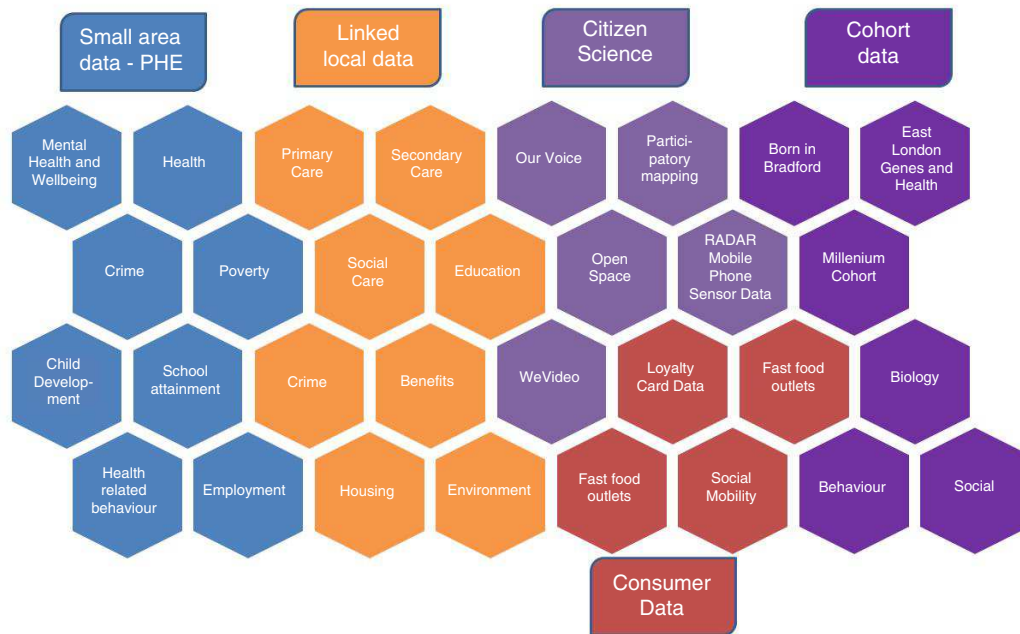 Small area
data - PHE
Linked
local data
Citizen
Science
Cohort
data
Mental
Health and
Wellbeing
Health
Primary
Care
Secondary
Care
Our Voice
Partici-
patory
mapping
Born in
Bradford
East
London
Genes and
Health
Crime
Poverty
Social
Care
Education
Open
Space
RADAR
Mobile
Phone
Sensor Data
Millenium
Cohort
Child
Develop-
ment
School
attainment
Crime
Benefits
WeVideo
Loyalty
Card Data
Fast food
outlets
Biology
Health
related
behaviour
Employment
Housing
Environment
Fast food
outlets
Social
Mobility
Behaviour
Social
Consumer
Data